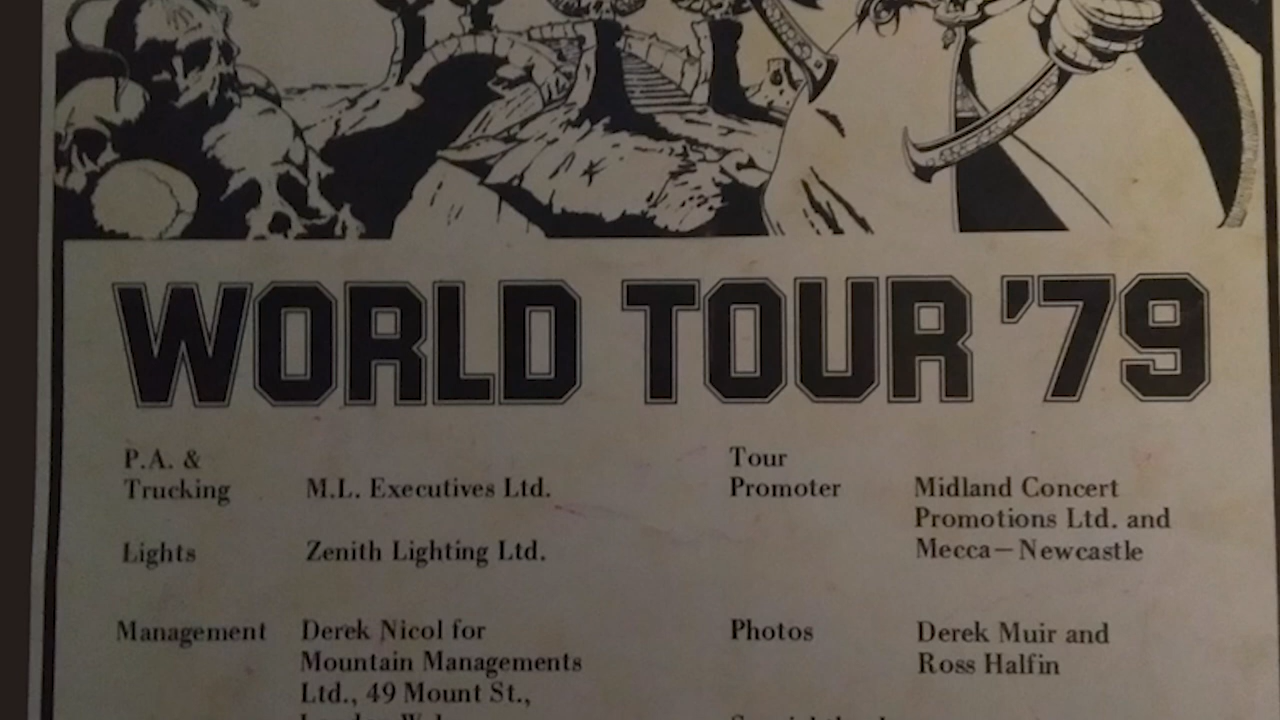 WORLD TOUR '79
P.A. &
Trucking M.L. Executives Ltd.
Lights Zenith Lighting Ltd.
Management Derek Nicol for
Mountain Managements
Ltd., 49 Mount St.,
Tour
Promoter Midland Concert
Promotions Ltd. and
Mecca—Newcastle
Photos Derek Muir and
Ross Halfin